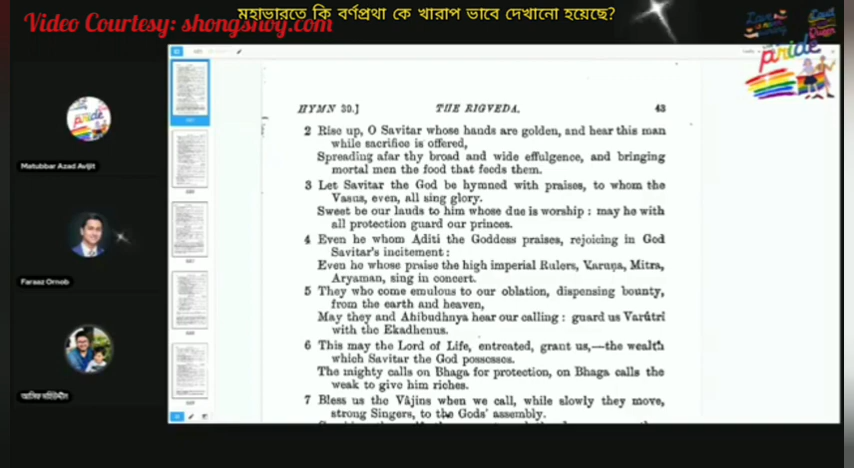 মহাভারতে কি বর্ণপ্রথা কে খারাপ ভাবে দেখানো হয়েছে?
Video Courtesy: shongshoy.com
pride
HYMN 39.] THE RIGVEDA. 43
2 Rise up, O Savitar whose hands are golden, and hear this man
while sacrifice is offered,
Spreading afar thy broad and wide effulgence, and bringing
mortal men the food that feeds them.
3 Let Savitar the God be hymned with praises, to whom the
Vasus, even, all sing glory.
Sweet be our lauds to him whose due is worship : may he with
all protection guard our princes.
4 Even he whom Aditi the Goddess praises, rejoicing in God
Savitar's incitement :
Even he whose praise the high imperial Rulers, Varuṇa, Mitra,
Aryaman, sing in concert.
5 They who come emulous to our oblation, dispensing bounty,
from the earth and heaven,
May they and Ahibudhnya hear our calling : guard us Varûtri
with the Ekadhenus.
6 This may the Lord of Life, entreated, grant us,—the wealth
which Savitar the God possesses.
The mighty calls on Bhaga for protection, on Bhaga calls the
weak to give him riches.
7 Bless us the Vâjins when we call, while slowly they move,
strong Singers, to the Gods' assembly.
pride
Matubbar Azad Avijit
Faraaz Ornob